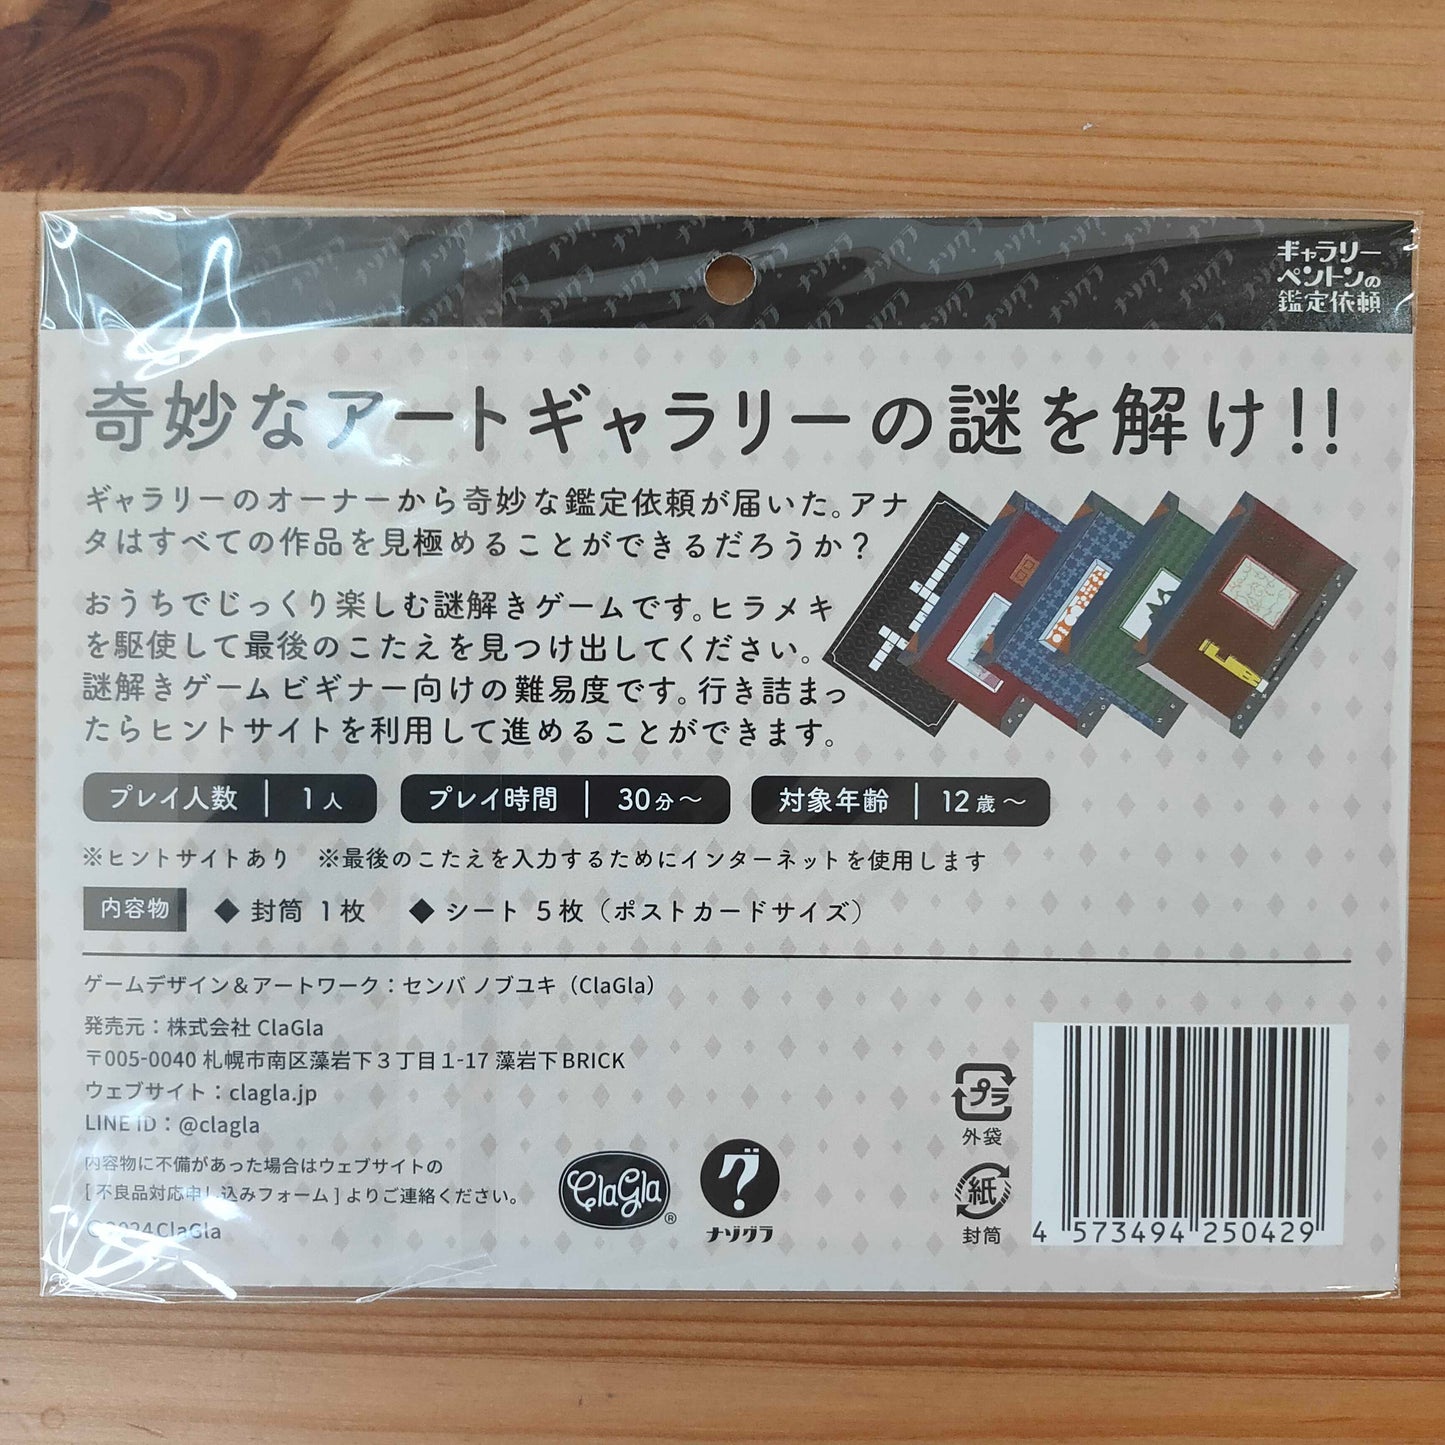 ギャラリー
ペントンの
鑑定依頼
奇妙なアートギャラリーの謎を解け!!
ギャラリーのオーナーから奇妙な鑑定依頼が届いた。アナ
タはすべての作品を見極めることができるだろうか？
おうちでじっくり楽しむ謎解きゲームです。ヒラメキ
を駆使して最後のこたえを見つけ出してください。
謎解きゲームビギナー向けの難易度です。行き詰まっ
たらヒントサイトを利用して進めることができます。
プレイ人数 | 1人
プレイ時間 | 30分〜
対象年齢 | 12歳〜
※ヒントサイトあり ※最後のこたえを入力するためにインターネットを使用します
内容物 ◆ 封筒 1枚 ◆ シート 5枚（ポストカードサイズ）
ゲームデザイン＆アートワーク：センバ ノブユキ（ClaGla）
発売元：株式会社 ClaGla
〒005-0040 札幌市南区藻岩下３丁目１-17 藻岩下BRICK
ウェブサイト：clagla.jp
LINE ID：@clagla
内容物に不備があった場合はウェブサイトの
[ 不良品対応申し込みフォーム ] よりご連絡ください。
©2024ClaGla
ClaGla®
グ?
ナゾグラ
プラ
外袋
紙
封筒
4 573494 250429